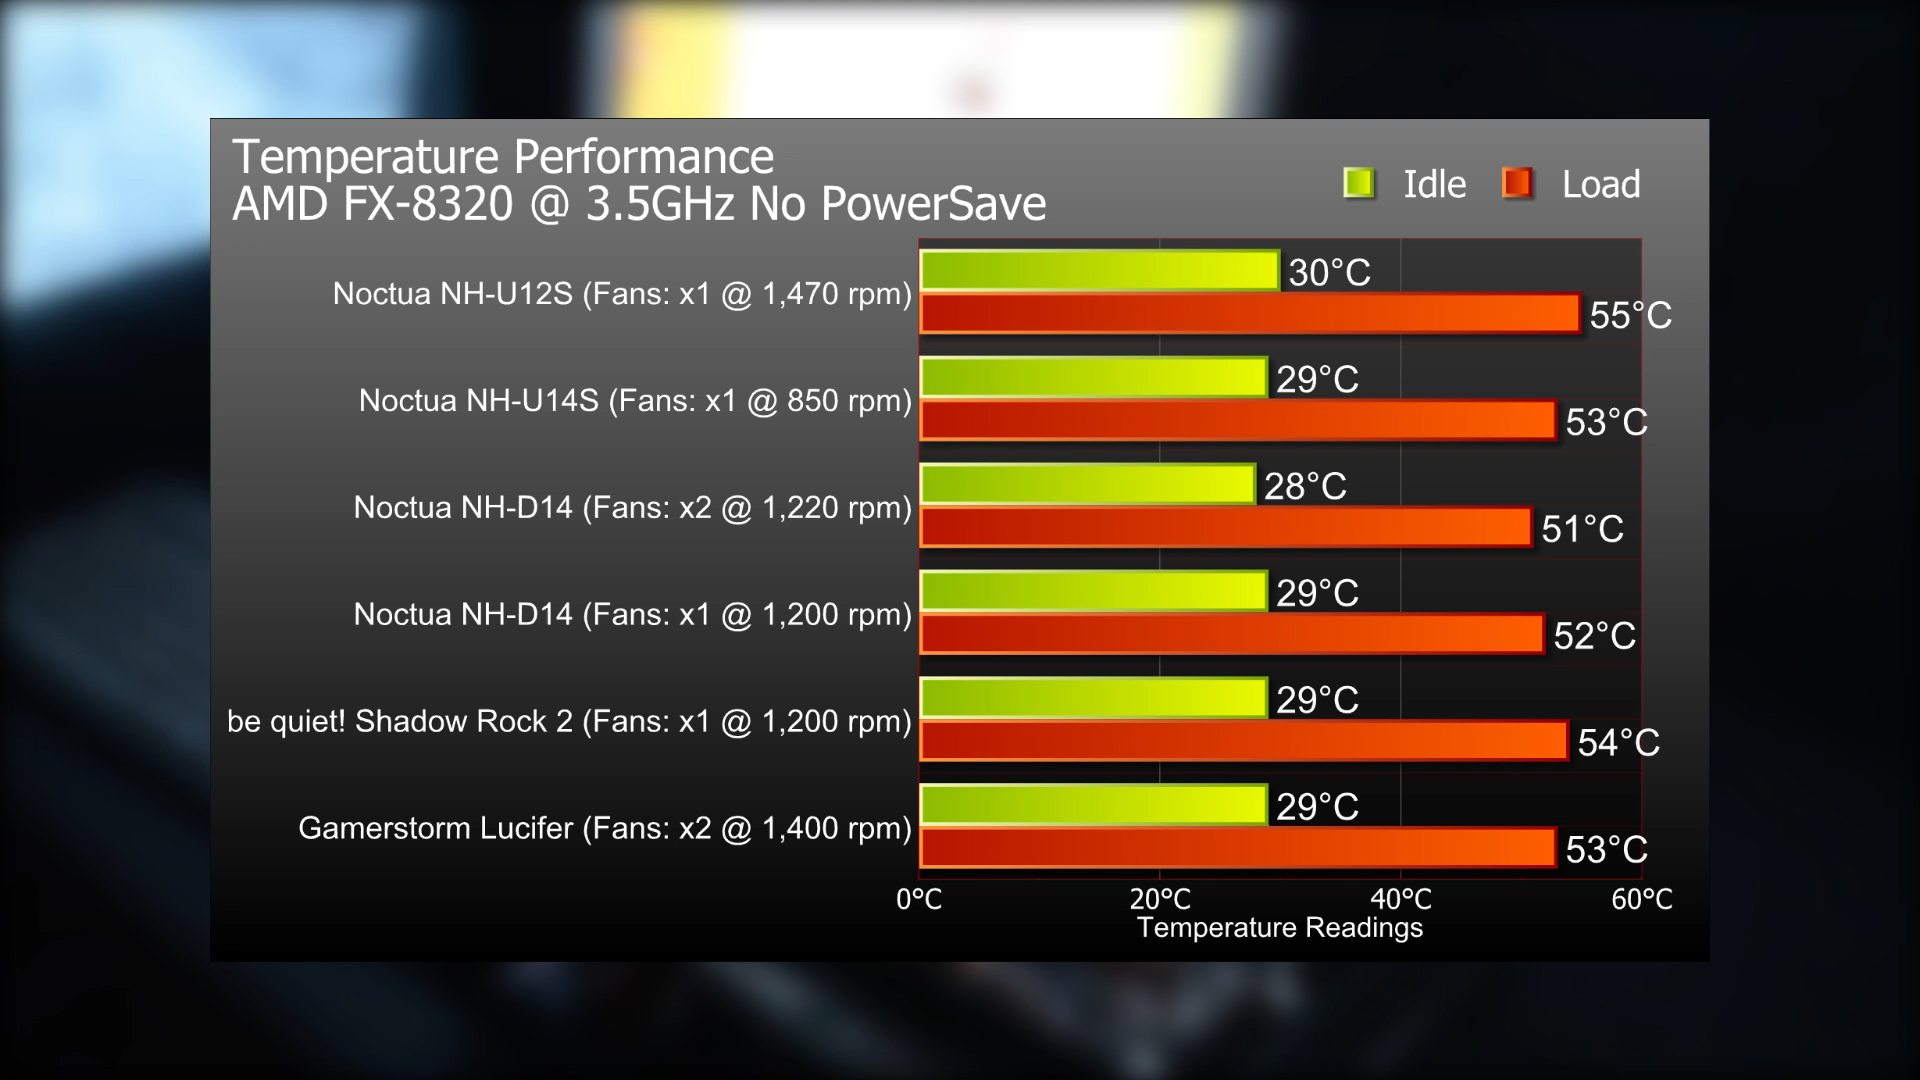 Temperature Performance
AMD FX-8320 @ 3.5GHz No PowerSave
Idle Load
Noctua NH-U12S (Fans: x1 @ 1,470 rpm)
30°C
55°C
Noctua NH-U14S (Fans: x1 @ 850 rpm)
29°C
53°C
Noctua NH-D14 (Fans: x2 @ 1,220 rpm)
28°C
51°C
Noctua NH-D14 (Fans: x1 @ 1,200 rpm)
29°C
52°C
be quiet! Shadow Rock 2 (Fans: x1 @ 1,200 rpm)
29°C
54°C
Gamerstorm Lucifer (Fans: x2 @ 1,400 rpm)
29°C
53°C
0°C 20°C 40°C 60°C
Temperature Readings